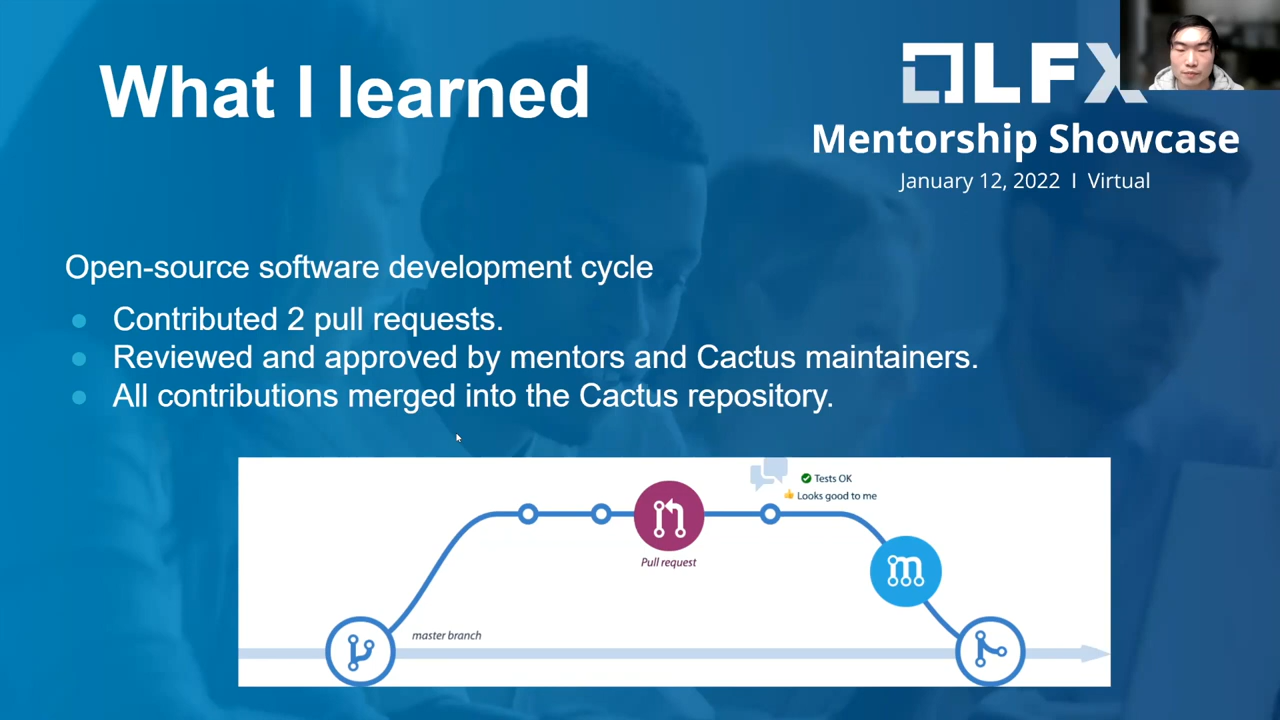 What I learned
LFX
Mentorship Showcase
January 12, 2022 I Virtual
Open-source software development cycle
Contributed 2 pull requests.
Reviewed and approved by mentors and Cactus maintainers.
All contributions merged into the Cactus repository.
Tests OK
Looks good to me
Pull request
master branch